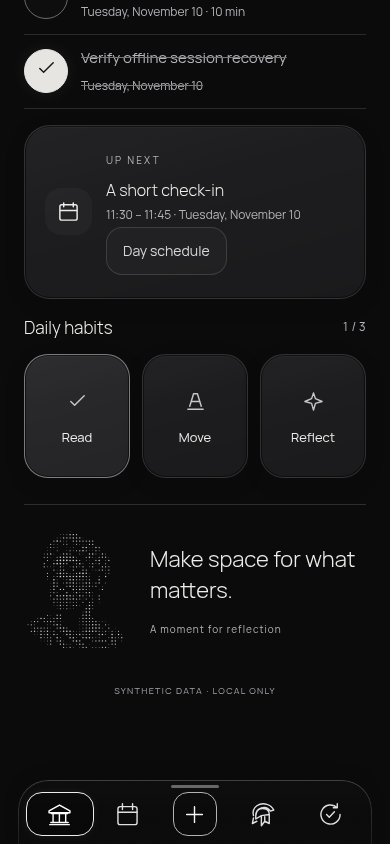 Tuesday, November 10 · 10 min
Verify offline session recovery
Tuesday, November 10
UP NEXT
A short check-in
11:30 – 11:45 · Tuesday, November 10
Day schedule
Daily habits
1 / 3
Read
Move
Reflect
Make space for what
matters.
A moment for reflection
SYNTHETIC DATA · LOCAL ONLY